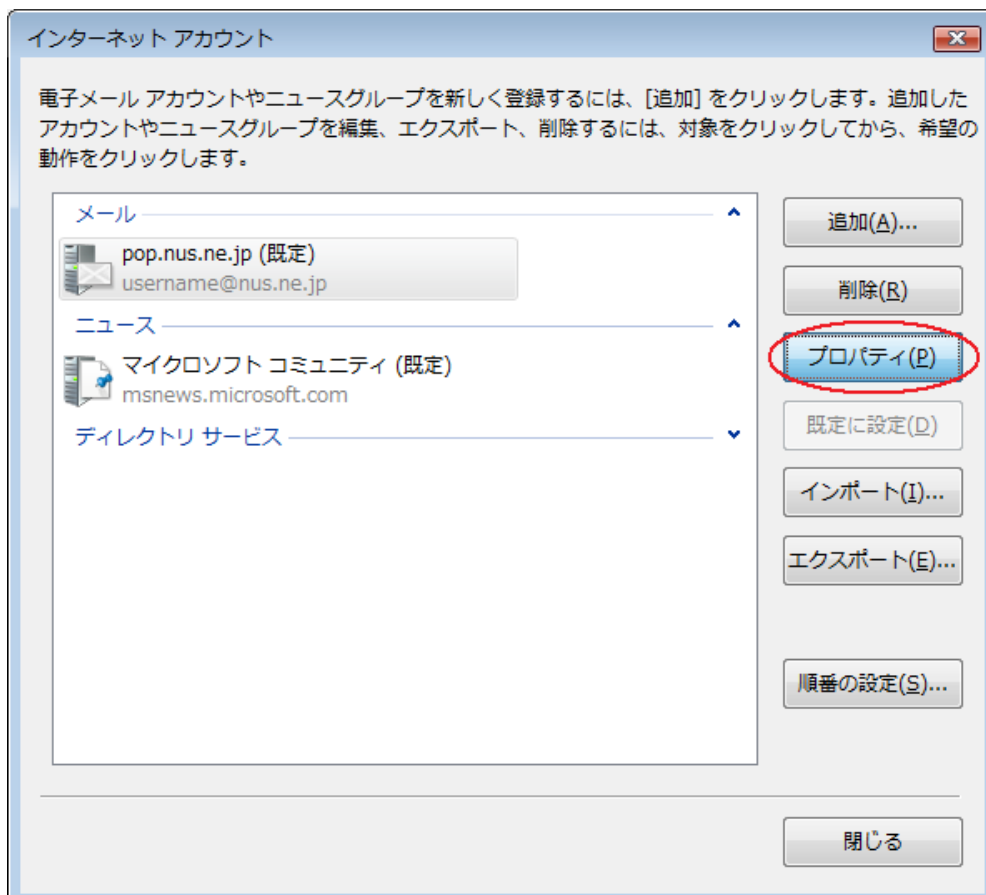 インターネット アカウント
電子メール アカウントやニュースグループを新しく登録するには、[追加] をクリックします。追加した
アカウントやニュースグループを編集、エクスポート、削除するには、対象をクリックしてから、希望の
動作をクリックします。
メール
pop.nus.ne.jp (既定)
username@nus.ne.jp
ニュース
マイクロソフト コミュニティ (既定)
msnews.microsoft.com
ディレクトリ サービス
追加(A)...
削除(R)
プロパティ(P)
既定に設定(D)
インポート(I)...
エクスポート(E)...
順番の設定(S)...
閉じる